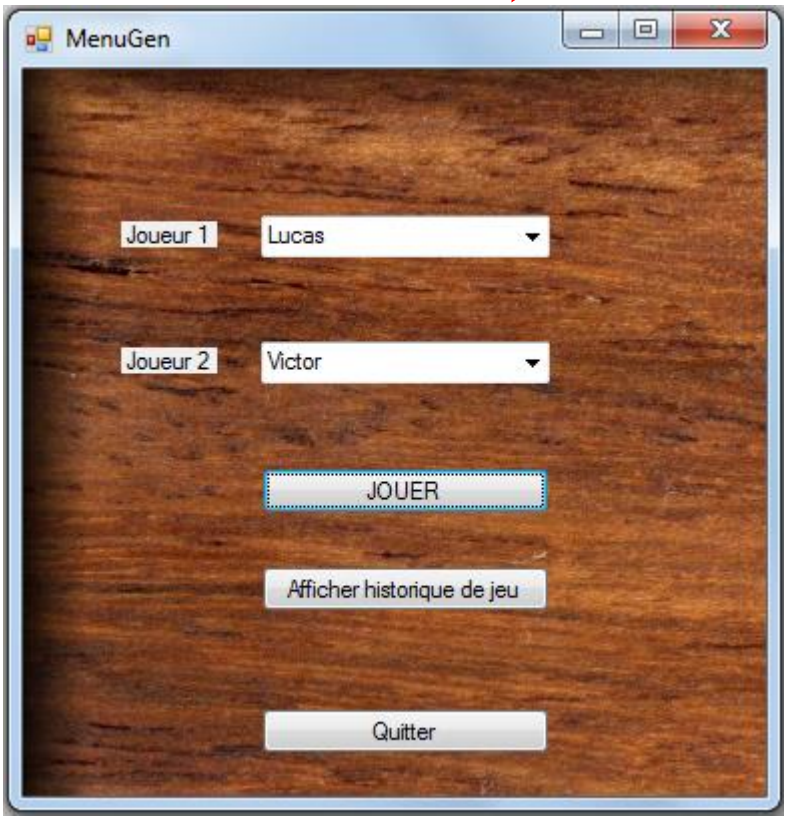 MenuGen
Joueur 1 Lucas
Joueur 2 Victor
JOUER
Afficher historique de jeu
Quitter